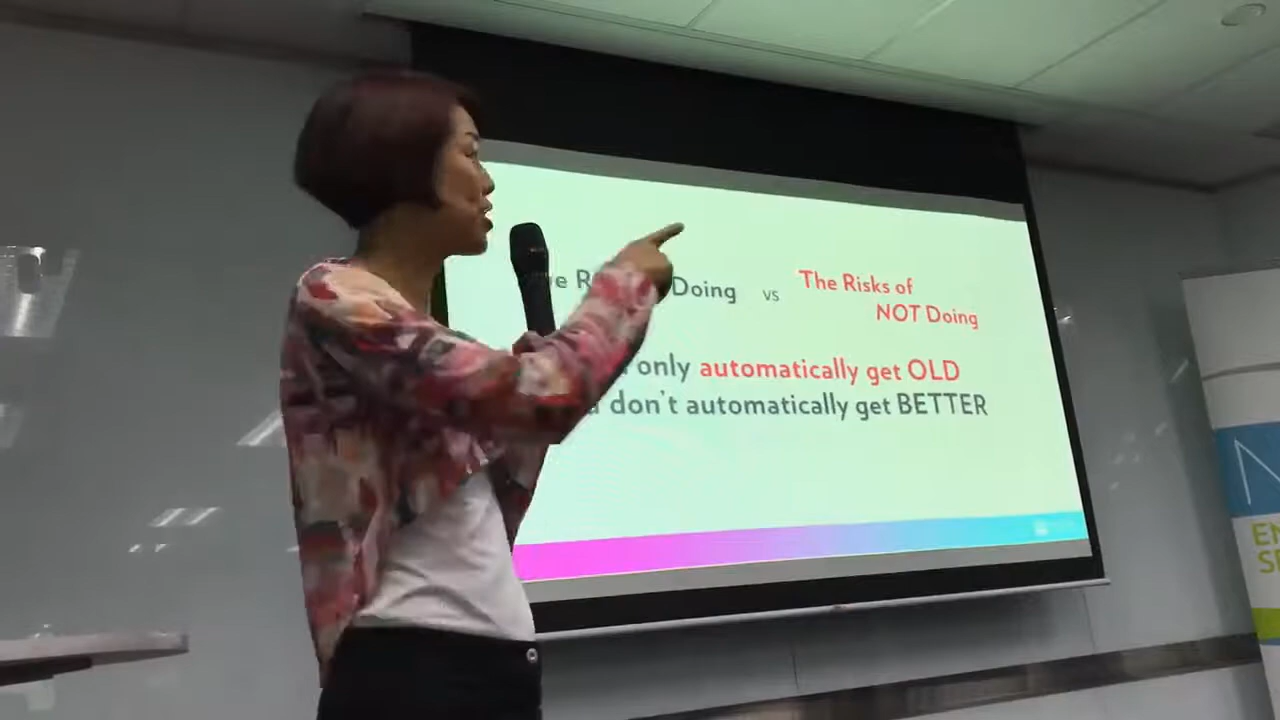 Doing vs The Risks of
NOT Doing
only automatically get OLD
don't automatically get BETTER